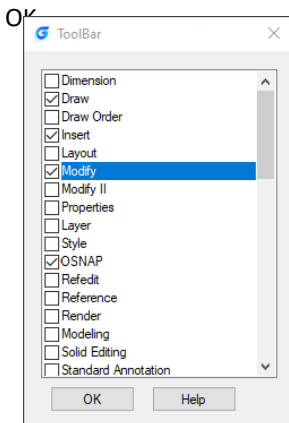 OK
ToolBar
Dimension
Draw
Draw Order
Insert
Layout
Modify
Modify II
Properties
Layer
Style
OSNAP
Refedit
Reference
Render
Modeling
Solid Editing
Standard Annotation
OK Help